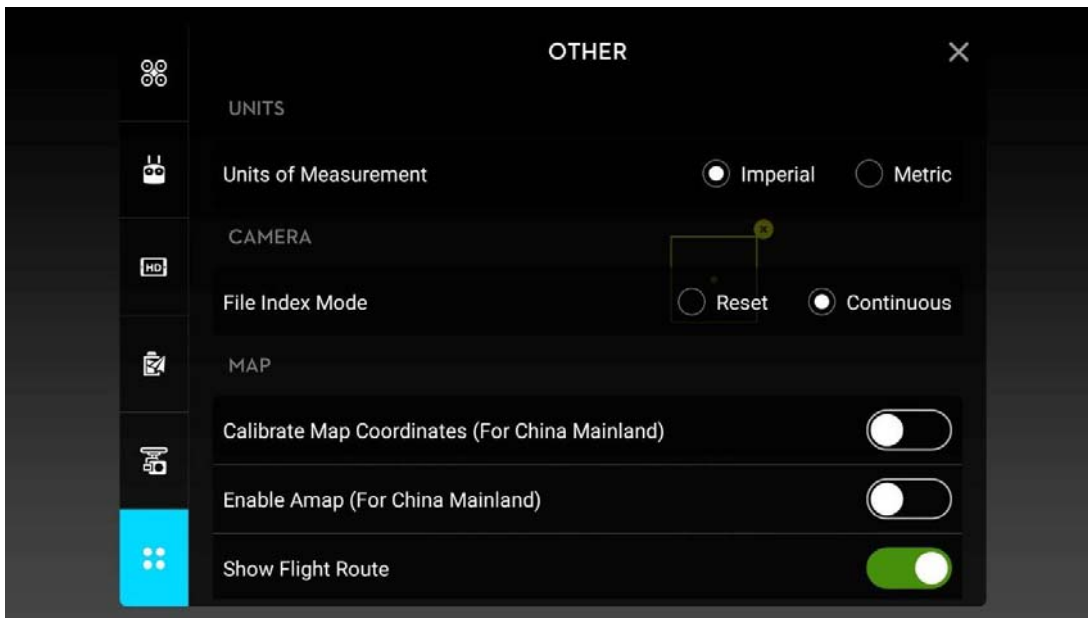 OTHER
UNITS
Units of Measurement Imperial Metric
CAMERA
HD
File Index Mode Reset Continuous
MAP
Calibrate Map Coordinates (For China Mainland)
Enable Amap (For China Mainland)
Show Flight Route